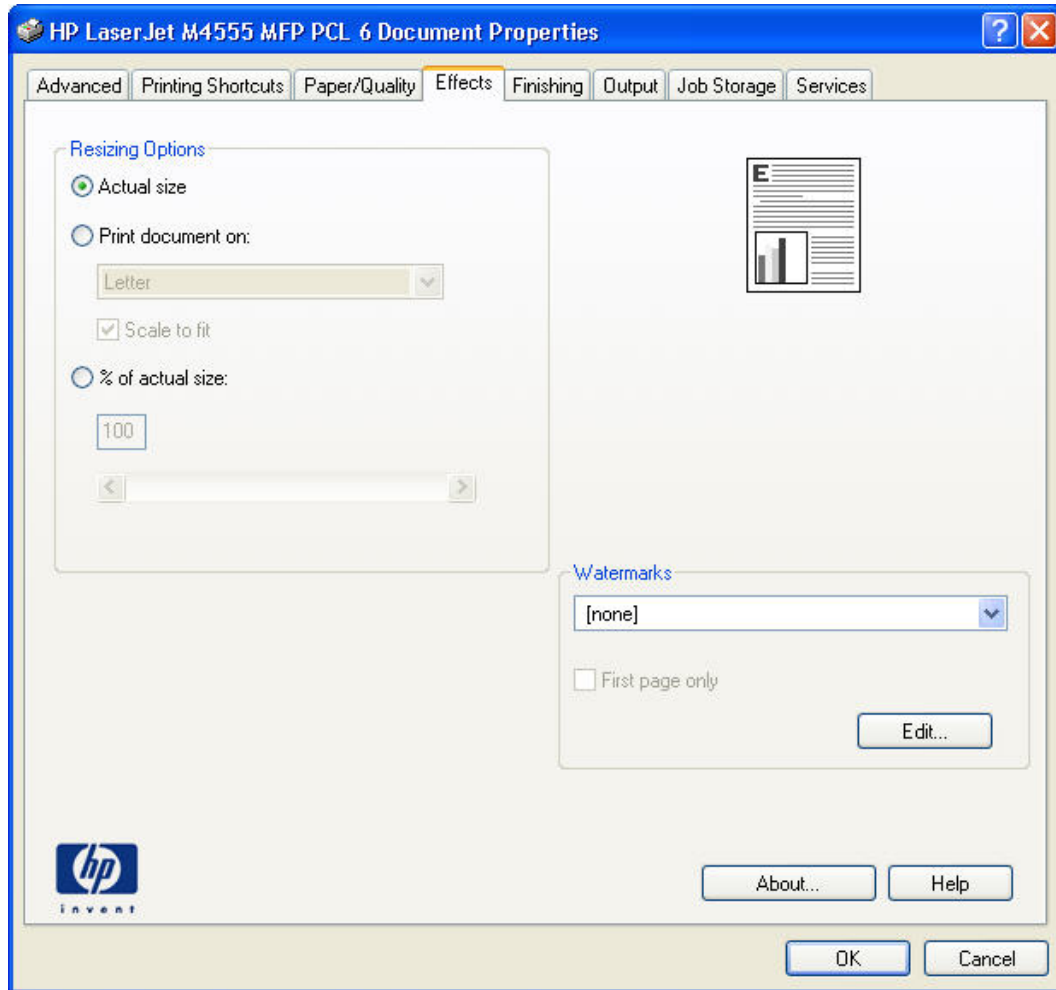 HP LaserJet M4555 MFP PCL 6 Document Properties
Advanced Printing Shortcuts Paper/Quality Effects Finishing Output Job Storage Services
Resizing Options
Actual size
Print document on:
Letter
Scale to fit
% of actual size:
100
E
Watermarks
[none]
First page only
Edit...
hp
invent
About... Help
OK Cancel